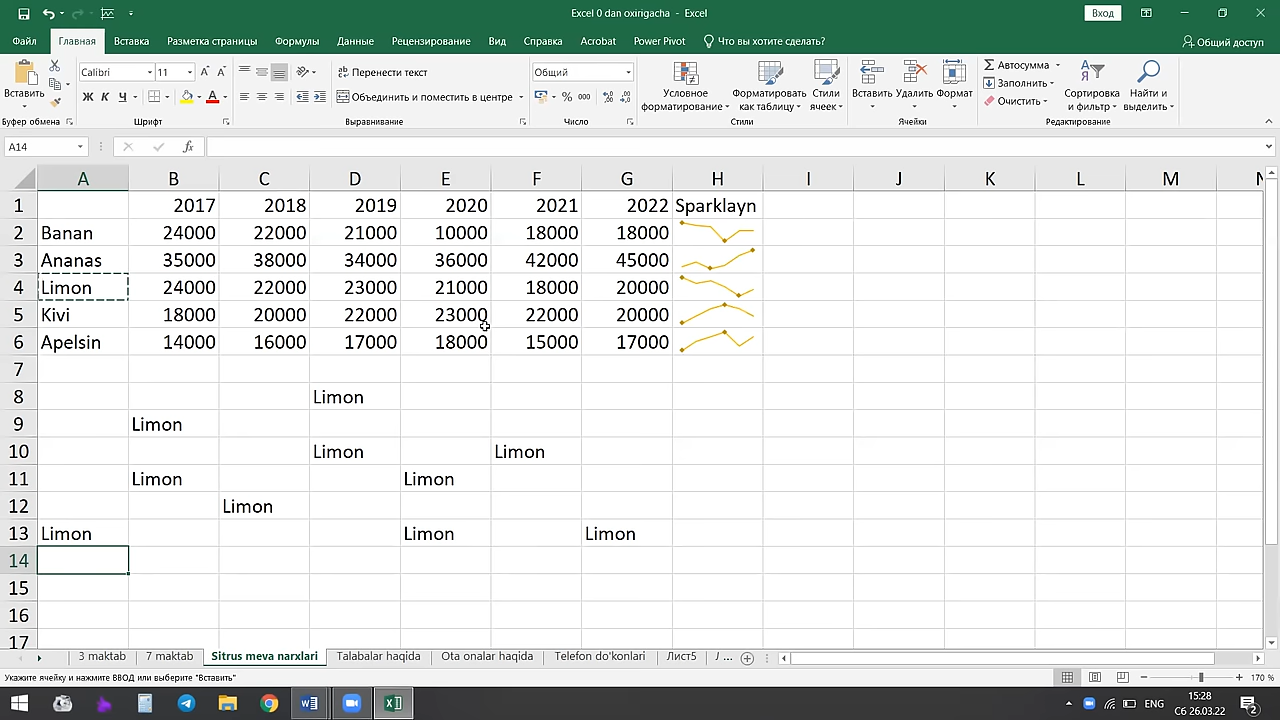 Excel 0 dan oxirigacha - Excel
Вход
Файл Главная Вставка Разметка страницы Формулы Данные Рецензирование Вид Справка Acrobat Power Pivot Что вы хотите сделать? Общий доступ
Вставить
Calibri 11
Ж К Ч
Перенести текст
Объединить и поместить в центре
Общий
% 000
Условное форматирование
Форматировать как таблицу
Стили ячеек
Вставить Удалить Формат
Автосумма
Заполнить
Очистить
Сортировка и фильтр
Найти и выделить
Буфер обмена Шрифт Выравнивание Число Стили Ячейки Редактирование
A14 fx
A B C D E F G H I J K L M N
1 2017 2018 2019 2020 2021 2022 Sparklayn
2 Banan 24000 22000 21000 10000 18000 18000
3 Ananas 35000 38000 34000 36000 42000 45000
4 Limon 24000 22000 23000 21000 18000 20000
5 Kivi 18000 20000 22000 23000 22000 20000
6 Apelsin 14000 16000 17000 18000 15000 17000
7
8 Limon
9 Limon
10 Limon Limon
11 Limon Limon
12 Limon
13 Limon Limon Limon
14
15
16
17
3 maktab 7 maktab Sitrus meva narxlari Talabalar haqida Ota onalar haqida Telefon do'konlari Лист5
Укажите ячейку и нажмите ВВОД или выберите "Вставить"
170 %
ENG
15:28
Сб 26.03.22
2